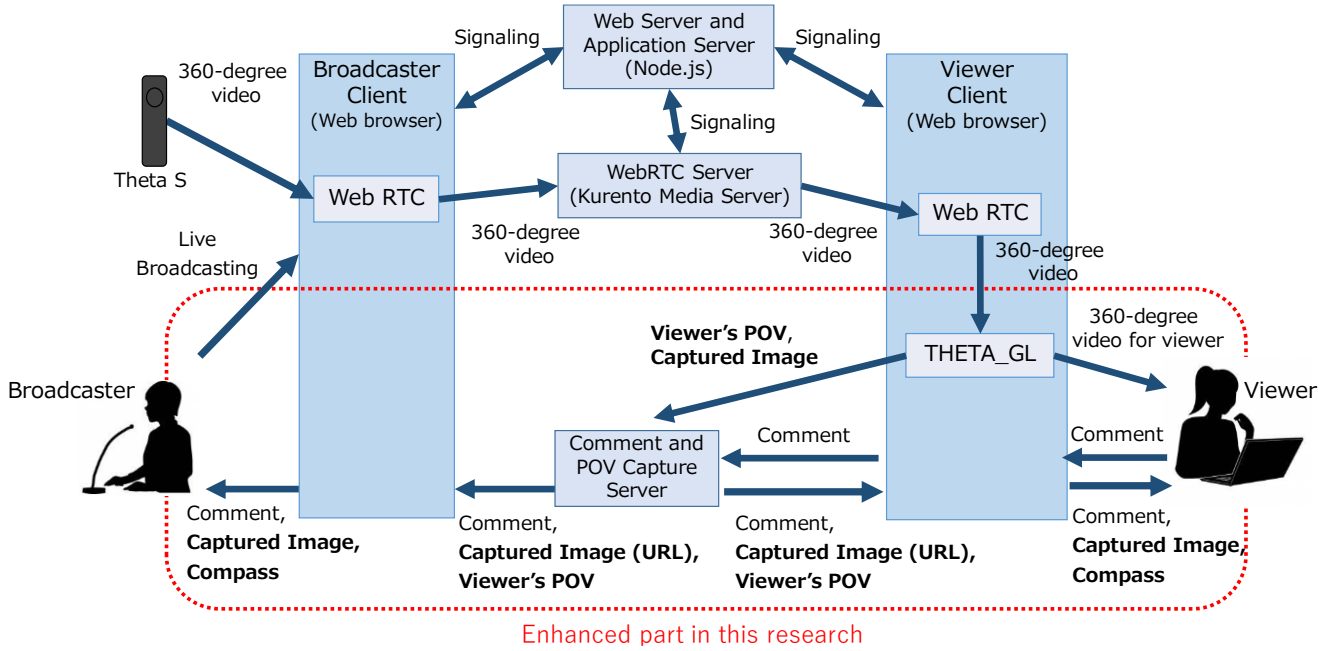 Web Server and
Application Server
(Node.js)
Signaling
Signaling
360-degree
video
Broadcaster
Client
(Web browser)
Viewer
Client
(Web browser)
Signaling
Theta S
Web RTC
WebRTC Server
(Kurento Media Server)
Web RTC
360-degree
video
360-degree
video
360-degree
video
Live
Broadcasting
Viewer's POV,
Captured Image
THETA_GL
360-degree
video for viewer
Broadcaster
Viewer
Comment and
POV Capture
Server
Comment
Comment
Comment,
Captured Image,
Compass
Comment,
Captured Image (URL),
Viewer's POV
Comment,
Captured Image (URL),
Viewer's POV
Comment,
Captured Image,
Compass
Enhanced part in this research